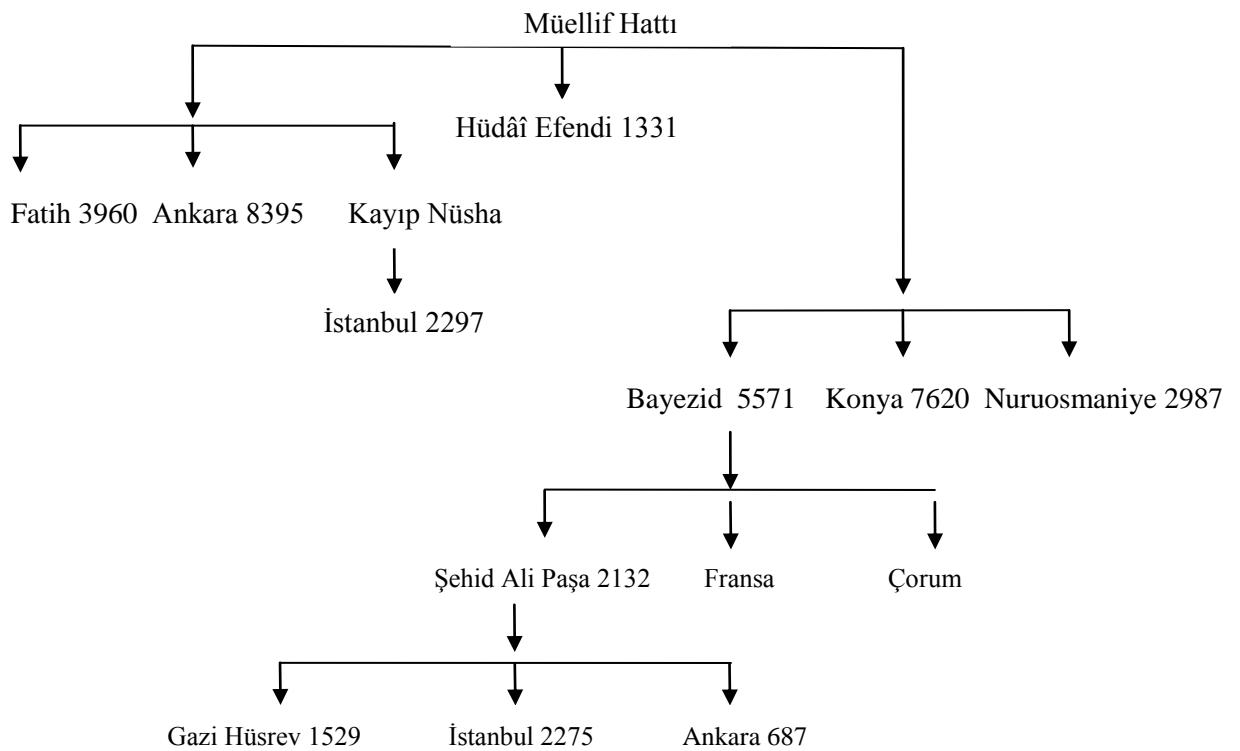 Müellif Hattı
Hüdâî Efendi 1331
Fatih 3960 Ankara 8395 Kayıp Nüsha
İstanbul 2297
Bayezid 5571 Konya 7620 Nuruosmaniye 2987
Şehid Ali Paşa 2132 Fransa Çorum
Gazi Hüsrev 1529 İstanbul 2275 Ankara 687